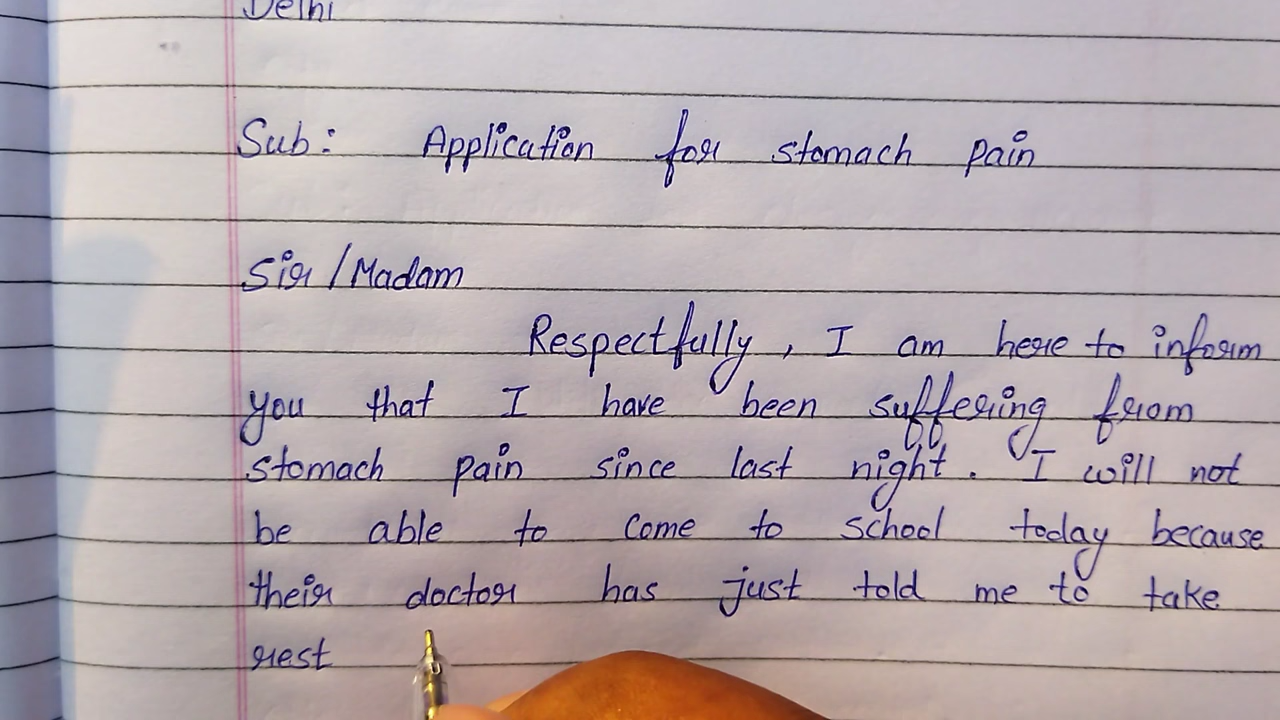 Delhi
Sub: Application for stomach pain
Sir/Madam
Respectfully, I am here to inform
you that I have been suffering from
stomach pain since last night. I will not
be able to come to school today because
their doctor has just told me to take
rest